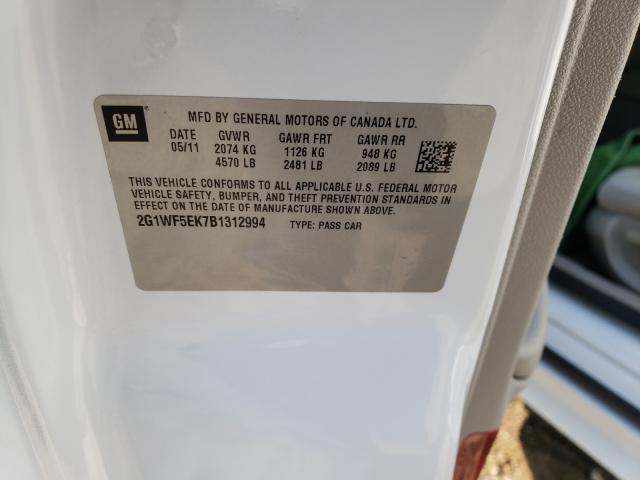 GM
MFD BY GENERAL MOTORS OF CANADA LTD.
DATE GVWR GAWR FRT GAWR RR
05/11 2074 KG 1126 KG 948 KG
4570 LB 2481 LB 2089 LB
THIS VEHICLE CONFORMS TO ALL APPLICABLE U.S. FEDERAL MOTOR
VEHICLE SAFETY, BUMPER, AND THEFT PREVENTION STANDARDS
IN EFFECT ON THE DATE OF MANUFACTURE SHOWN ABOVE.
2G1WF5EK7B1312994 TYPE: PASS CAR